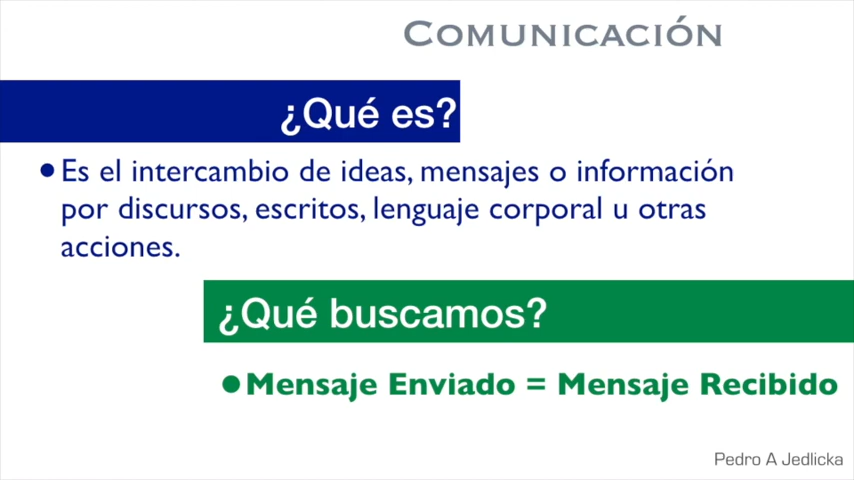 COMUNICACIÓN
¿Qué es?
•Es el intercambio de ideas, mensajes o información
por discursos, escritos, lenguaje corporal u otras
acciones.
¿Qué buscamos?
•Mensaje Enviado = Mensaje Recibido
Pedro A Jedlicka